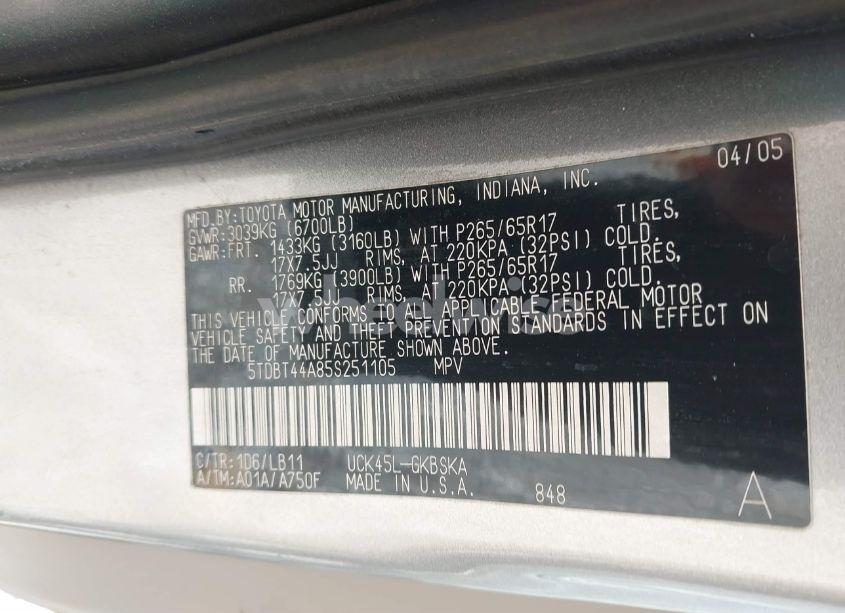 04/05
MFD.BY:TOYOTA MOTOR MANUFACTURING, INDIANA, INC.
GVWR:3039KG (6700LB)
GAWR:FRT. 1433KG (3160LB) WITH P265/65R17 TIRES,
17X7.5JJ RIMS, AT 220KPA (32PSI) COLD.
RR. 1769KG (3900LB) WITH P265/65R17 TIRES,
17X7.5JJ RIMS, AT 220KPA (32PSI) COLD.
THIS VEHICLE CONFORMS TO ALL APPLICABLE FEDERAL MOTOR
VEHICLE SAFETY AND THEFT PREVENTION STANDARDS IN EFFECT ON
THE DATE OF MANUFACTURE SHOWN ABOVE.
5TDBT44A85S251105 MPV
C/TR:1D6/LB11 UCK45L-GKBSKA
A/TM:A01A/A750F MADE IN U.S.A. 848 A
wheelwise